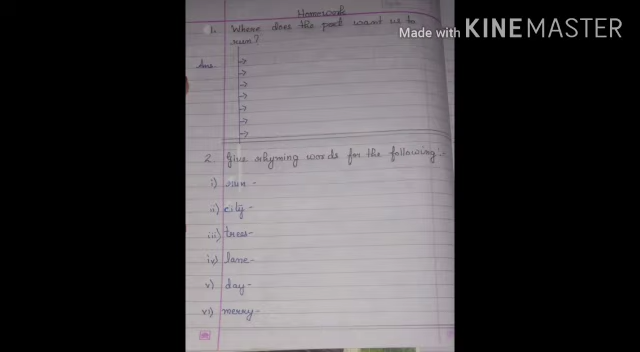 Homework
Made with KINEMASTER
1. Where does the poet want us to
run?
Ans →
→
→
→
→
→
→
2 Give rhyming words for the following:-
i) run -
ii) city -
iii) trees -
iv) lane -
v) day -
vi) merry -